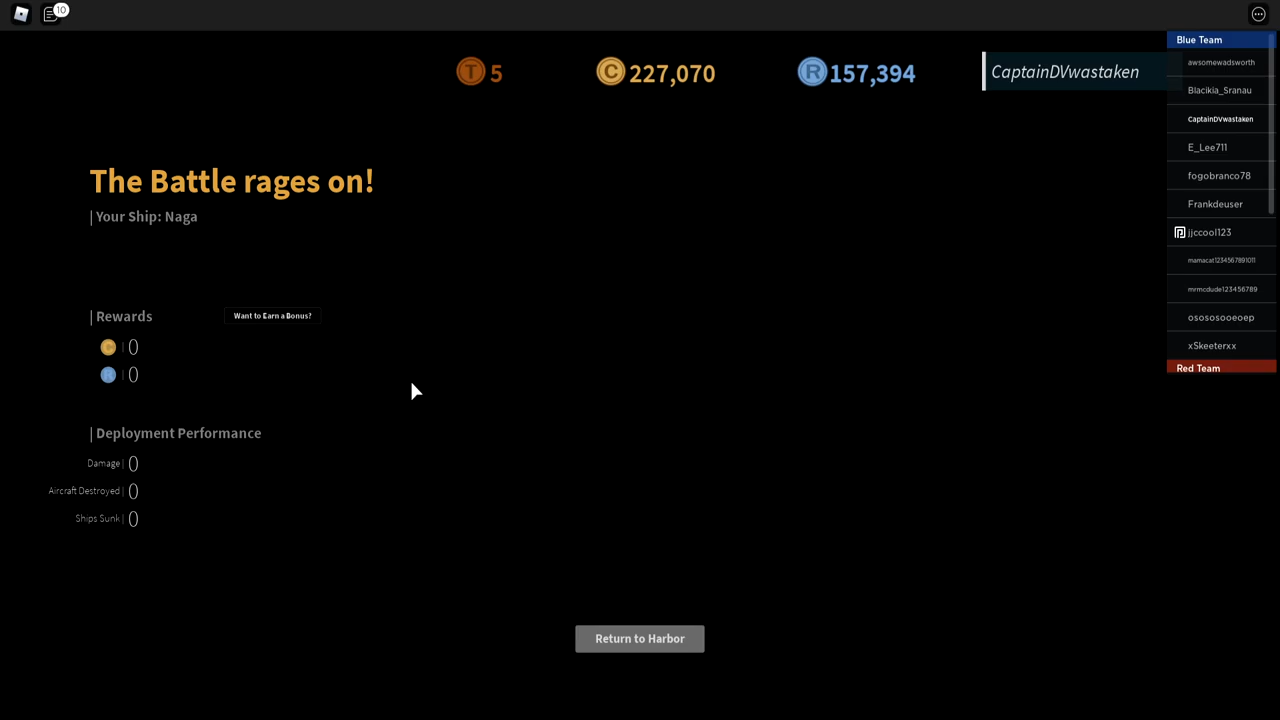 10
T 5
C 227,070
R 157,394
CaptainDVwastaken
Blue Team
awsomewadsworth
Blacikia_Sranau
CaptainDVwastaken
E_Lee711
fogobranco78
Frankdeuser
jjccool123
mamacat1234567891011
mrmcdude123456789
osososooeoep
xSkeeterxx
Red Team
The Battle rages on!
| Your Ship: Naga
| Rewards
Want to Earn a Bonus?
C | 0
R | 0
| Deployment Performance
Damage | 0
Aircraft Destroyed | 0
Ships Sunk | 0
Return to Harbor